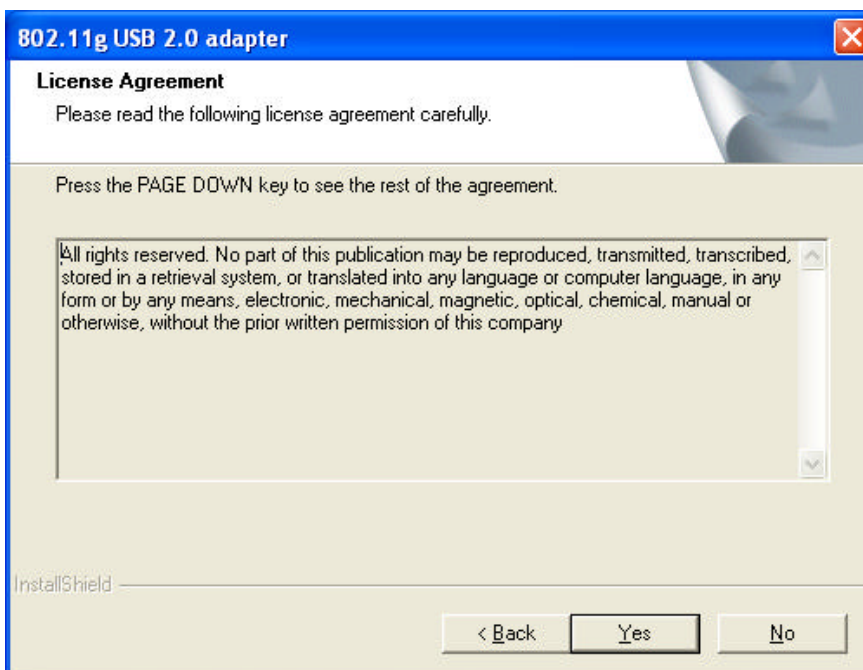 802.11g USB 2.0 adapter
License Agreement
Please read the following license agreement carefully.
Press the PAGE DOWN key to see the rest of the agreement.
All rights reserved. No part of this publication may be reproduced, transmitted, transcribed,
stored in a retrieval system, or translated into any language or computer language, in any
form or by any means, electronic, mechanical, magnetic, optical, chemical, manual or
otherwise, without the prior written permission of this company
InstallShield
< Back
Yes
No